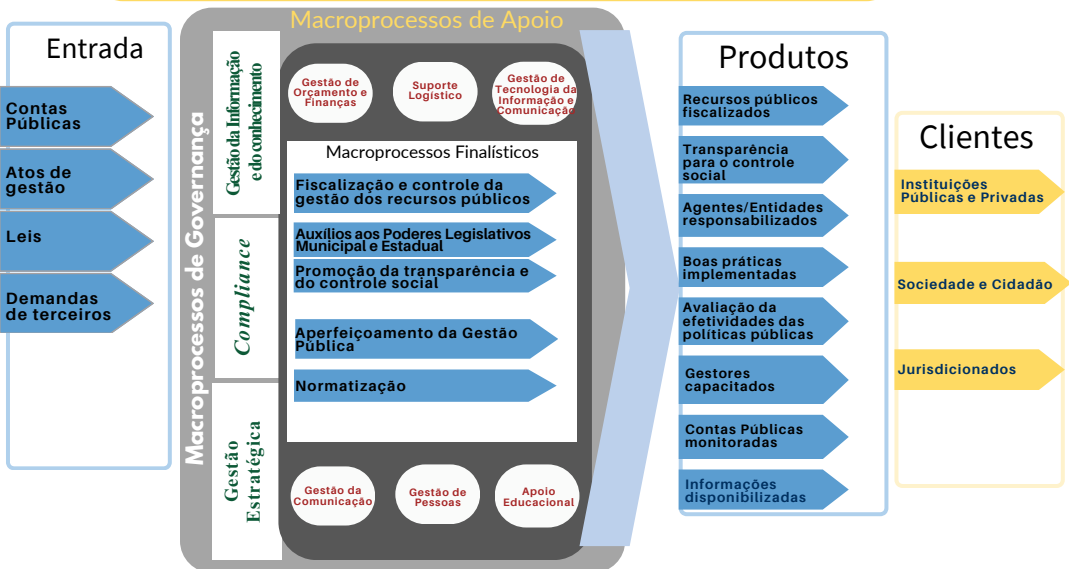 Entrada
Contas
Públicas
Atos de
gestão
Leis
Demandas
de terceiros
Macroprocessos de Governança
Macroprocessos de Apoio
Gestão da Informação
e do conhecimento
Compliance
Gestão
Estratégica
Gestão de
Orçamento e
Finanças
Suporte
Logístico
Gestão de
Tecnologia da
Informação e
Comunicação
Macroprocessos Finalísticos
Fiscalização e controle da
gestão dos recursos públicos
Auxílios aos Poderes Legislativos
Municipal e Estadual
Promoção da transparência e
do controle social
Aperfeiçoamento da Gestão
Pública
Normatização
Gestão da
Comunicação
Gestão de
Pessoas
Apoio
Educacional
Produtos
Recursos públicos
fiscalizados
Transparência
para o controle
social
Agentes/Entidades
responsabilizados
Boas práticas
implementadas
Avaliação da
efetividades das
políticas públicas
Gestores
capacitados
Contas Públicas
monitoradas
Informações
disponibilizadas
Clientes
Instituições
Públicas e Privadas
Sociedade e Cidadão
Jurisdicionados